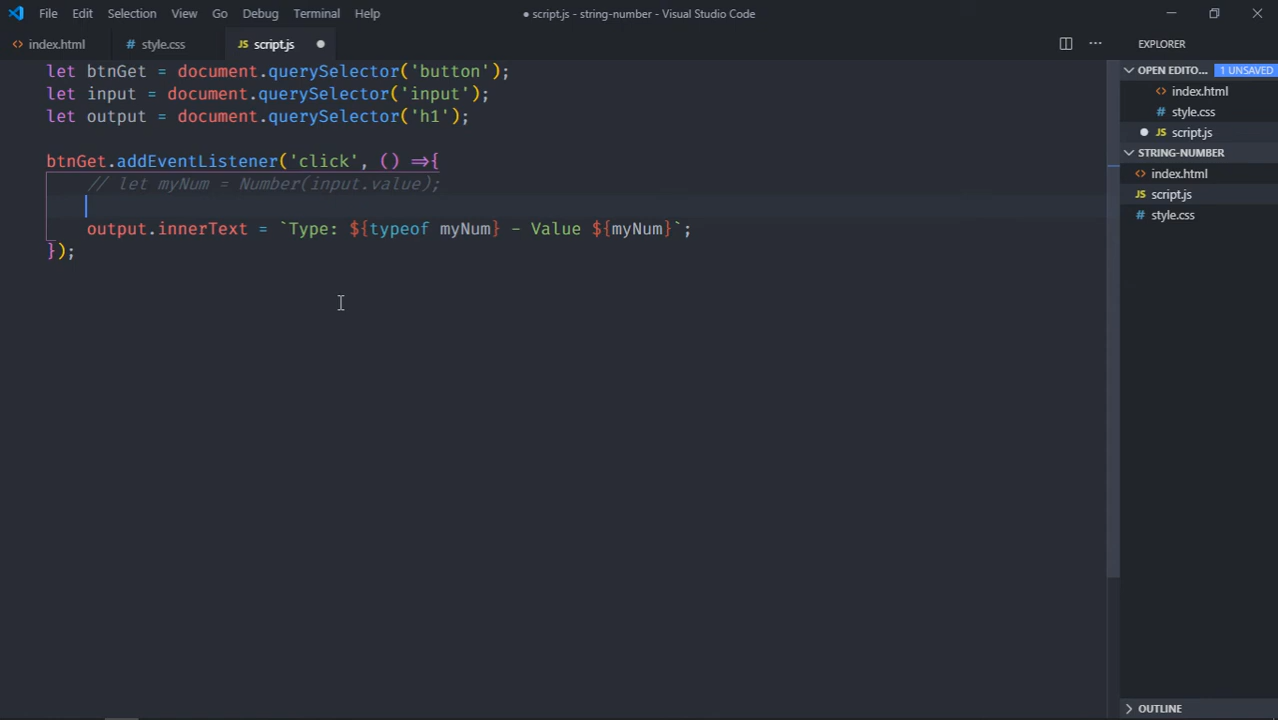 File Edit Selection View Go Debug Terminal Help
● script.js - string-number - Visual Studio Code
<> index.html
# style.css
JS script.js ●
EXPLORER
OPEN EDITO... 1 UNSAVED
<> index.html
# style.css
● script.js
STRING-NUMBER
<> index.html
JS script.js
# style.css
OUTLINE
let btnGet = document.querySelector('button');
let input = document.querySelector('input');
let output = document.querySelector('h1');
btnGet.addEventListener('click', () =>{
// let myNum = Number(input.value);
output.innerText = `Type: ${typeof myNum} - Value ${myNum}`;
});